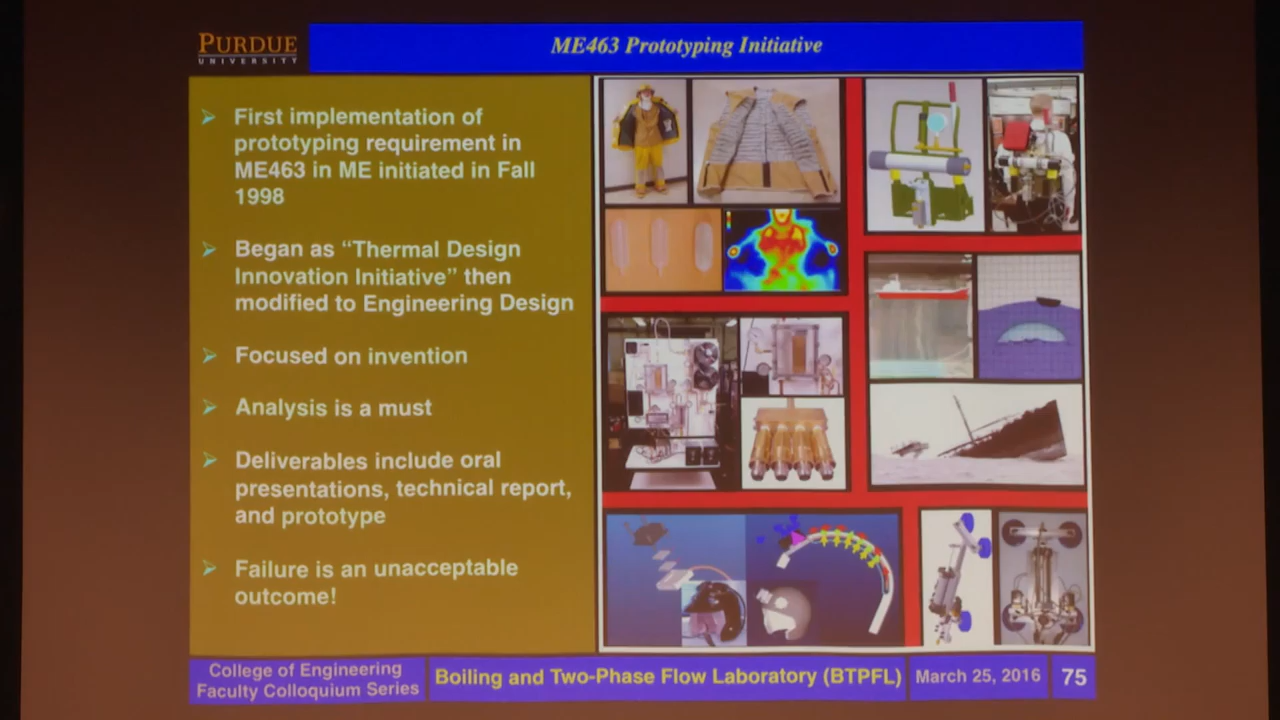 PURDUE
UNIVERSITY
ME463 Prototyping Initiative
First implementation of
prototyping requirement in
ME463 in ME initiated in Fall
1998
Began as “Thermal Design
Innovation Initiative” then
modified to Engineering Design
Focused on invention
Analysis is a must
Deliverables include oral
presentations, technical report,
and prototype
Failure is an unacceptable
outcome!
College of Engineering
Faculty Colloquium Series
Boiling and Two-Phase Flow Laboratory (BTPFL)
March 25, 2016
75